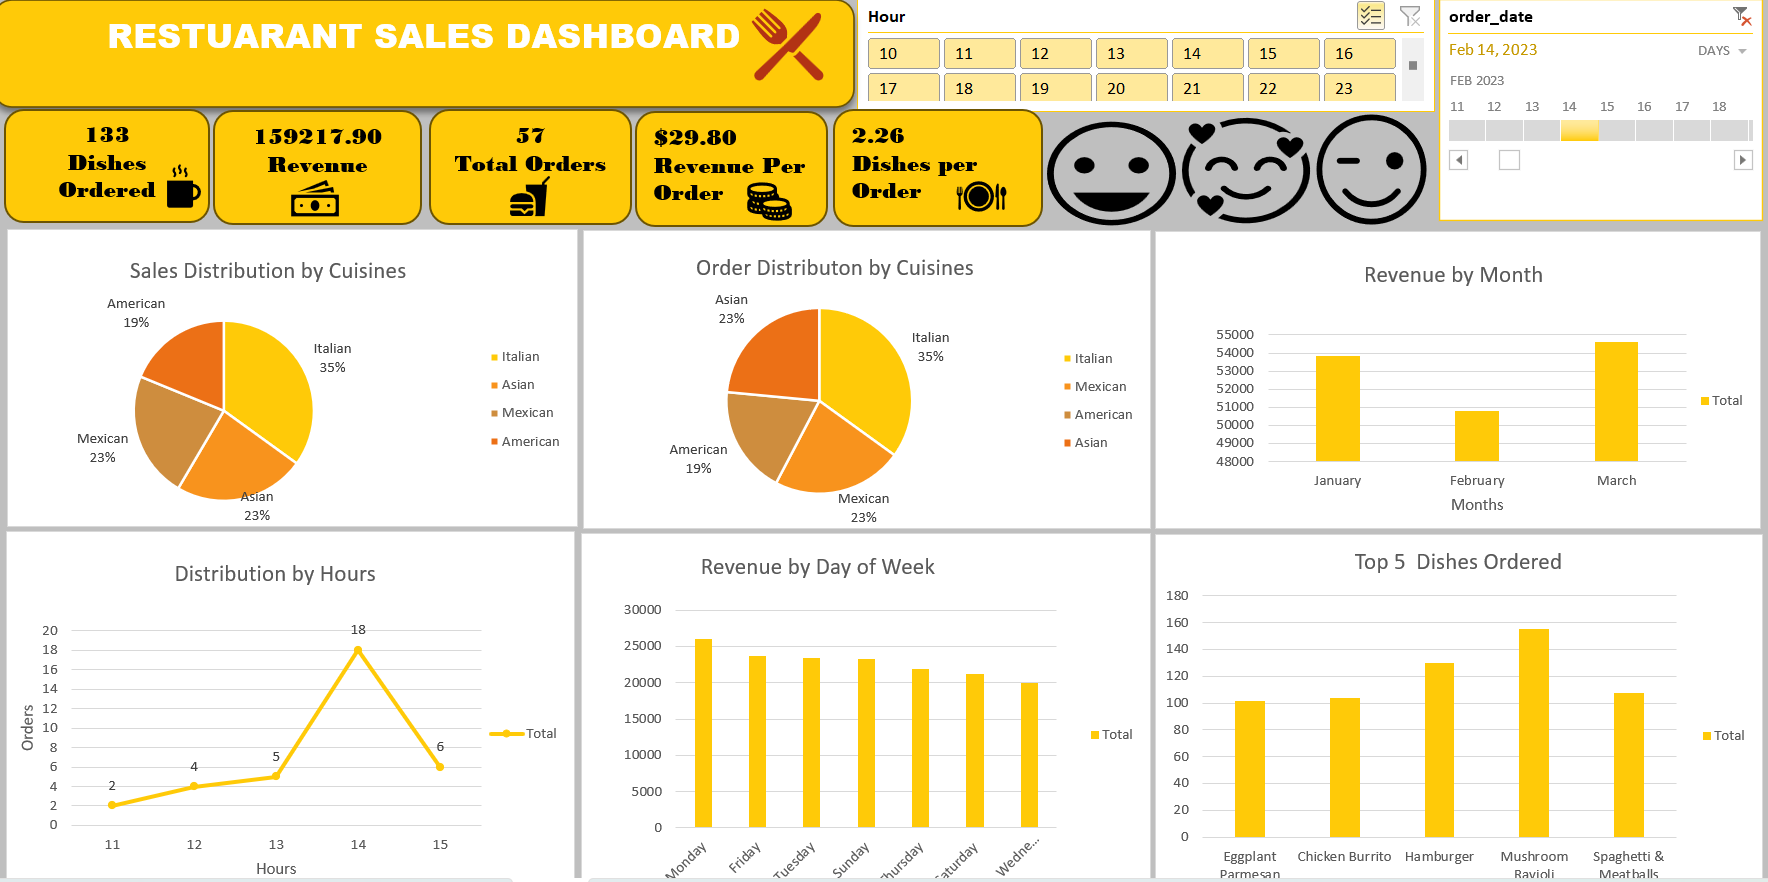 RESTUARANT SALES DASHBOARD
Hour
10 11 12 13 14 15 16
17 18 19 20 21 22 23
order_date
Feb 14, 2023 DAYS
FEB 2023
11 12 13 14 15 16 17 18
133
Dishes
Ordered
159217.90
Revenue
57
Total Orders
$29.80
Revenue Per
Order
2.26
Dishes per
Order
Sales Distribution by Cuisines
American
19%
Italian
35%
Mexican
23%
Asian
23%
Italian
Asian
Mexican
American
Order Distributon by Cuisines
Asian
23%
Italian
35%
American
19%
Mexican
23%
Italian
Mexican
American
Asian
Revenue by Month
55000
54000
53000
52000
51000
50000
49000
48000
January February March
Months
Total
Distribution by Hours
Orders
20
18
16
14
12
10
8
6
4
2
0
2 4 5 18 6
11 12 13 14 15
Hours
Total
Revenue by Day of Week
30000
25000
20000
15000
10000
5000
0
Monday
Friday
Tuesday
Sunday
hursday
aturday
Wedne...
Total
Top 5  Dishes Ordered
180
160
140
120
100
80
60
40
20
0
Eggplant Chicken Burrito Hamburger Mushroom Spaghetti &
Parmesan Ravioli Meatballs
Total